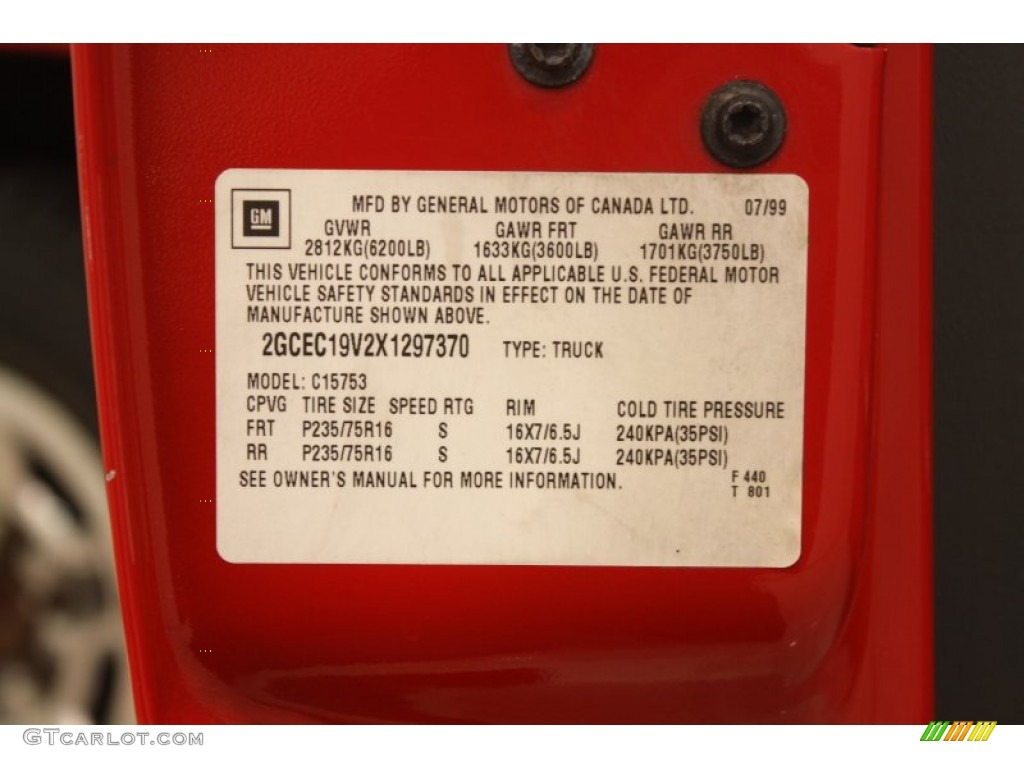 GM
MFD BY GENERAL MOTORS OF CANADA LTD. 07/99
GVWR GAWR FRT GAWR RR
2812KG(6200LB) 1633KG(3600LB) 1701KG(3750LB)
THIS VEHICLE CONFORMS TO ALL APPLICABLE U.S. FEDERAL MOTOR
VEHICLE SAFETY STANDARDS IN EFFECT ON THE DATE OF
MANUFACTURE SHOWN ABOVE.
2GCEC19V2X1297370 TYPE: TRUCK
MODEL: C15753
CPVG TIRE SIZE SPEED RTG RIM COLD TIRE PRESSURE
FRT P235/75R16 S 16X7/6.5J 240KPA(35PSI)
RR P235/75R16 S 16X7/6.5J 240KPA(35PSI)
SEE OWNER'S MANUAL FOR MORE INFORMATION. F 440
T 801
GTCARLOT.COM